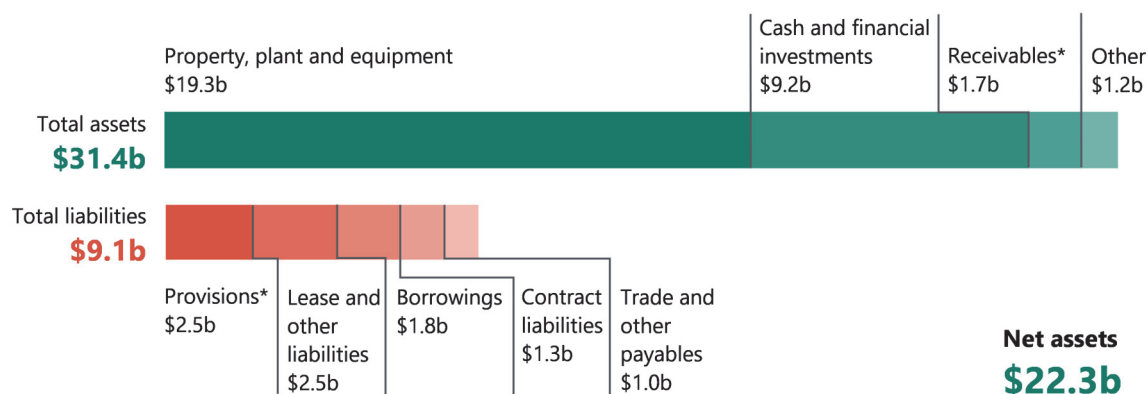 Property, plant and equipment
$19.3b
Cash and financial
investments
$9.2b
Receivables*
$1.7b
Other
$1.2b
Total assets
$31.4b
Total liabilities
$9.1b
Provisions*
$2.5b
Lease and
other
liabilities
$2.5b
Borrowings
$1.8b
Contract
liabilities
$1.3b
Trade and
other
payables
$1.0b
Net assets
$22.3b